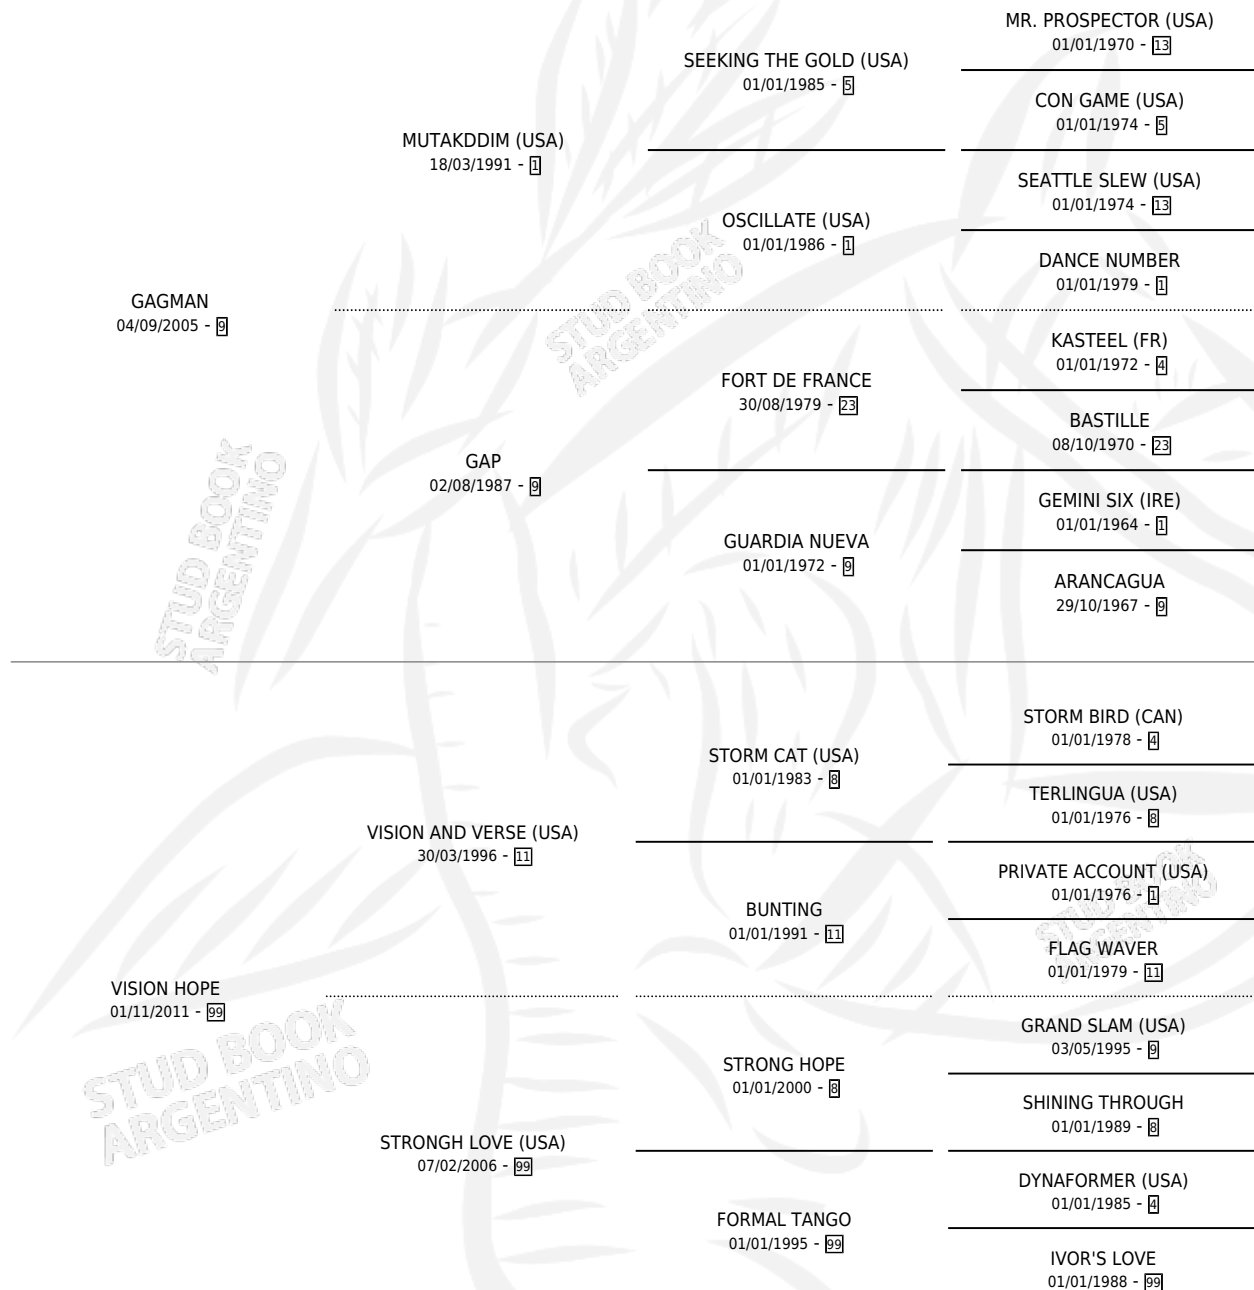 MR. PROSPECTOR (USA)
01/01/1970 - 13
SEEKING THE GOLD (USA)
01/01/1985 - 5
CON GAME (USA)
01/01/1974 - 5
MUTAKDDIM (USA)
18/03/1991 - 1
SEATTLE SLEW (USA)
01/01/1974 - 13
OSCILLATE (USA)
01/01/1986 - 1
DANCE NUMBER
01/01/1979 - 1
GAGMAN
04/09/2005 - 9
KASTEEL (FR)
01/01/1972 - 4
FORT DE FRANCE
30/08/1979 - 23
BASTILLE
08/10/1970 - 23
GAP
02/08/1987 - 9
GEMINI SIX (IRE)
01/01/1964 - 1
GUARDIA NUEVA
01/01/1972 - 9
ARANCAGUA
29/10/1967 - 9
STORM BIRD (CAN)
01/01/1978 - 4
STORM CAT (USA)
01/01/1983 - 8
TERLINGUA (USA)
01/01/1976 - 8
VISION AND VERSE (USA)
30/03/1996 - 11
PRIVATE ACCOUNT (USA)
01/01/1976 - 1
BUNTING
01/01/1991 - 11
FLAG WAVER
01/01/1979 - 11
VISION HOPE
01/11/2011 - 99
GRAND SLAM (USA)
03/05/1995 - 9
STRONG HOPE
01/01/2000 - 8
SHINING THROUGH
01/01/1989 - 8
STRONGH LOVE (USA)
07/02/2006 - 99
DYNAFORMER (USA)
01/01/1985 - 4
FORMAL TANGO
01/01/1995 - 99
IVOR'S LOVE
01/01/1988 - 99
STUD BOOK
ARGENTINO
STUD BOOK
ARGENTINO
STUD BOOK
ARGENTINO
STUD BOOK
ARGENTINO